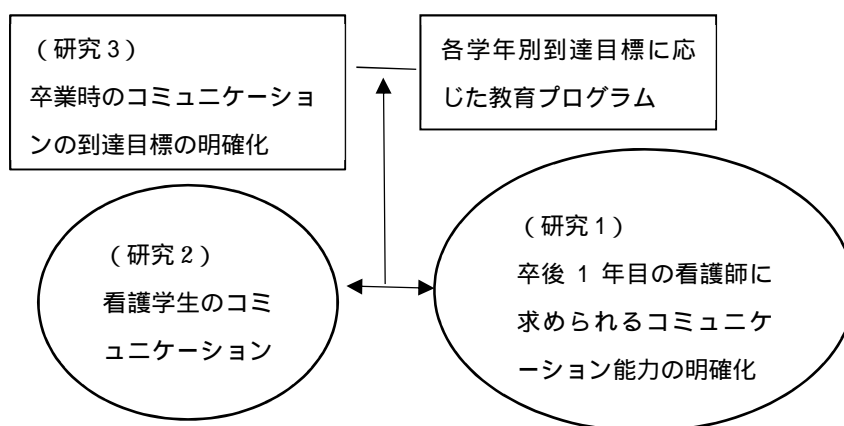 （研究３）
卒業時のコミュニケーショ
ンの到達目標の明確化
各学年別到達目標に応
じた教育プログラム
（研究２）
看護学生のコミ
ュニケーション
（研究１）
卒後 1 年目の看護師に
求められるコミュニケ
ーション能力の明確化